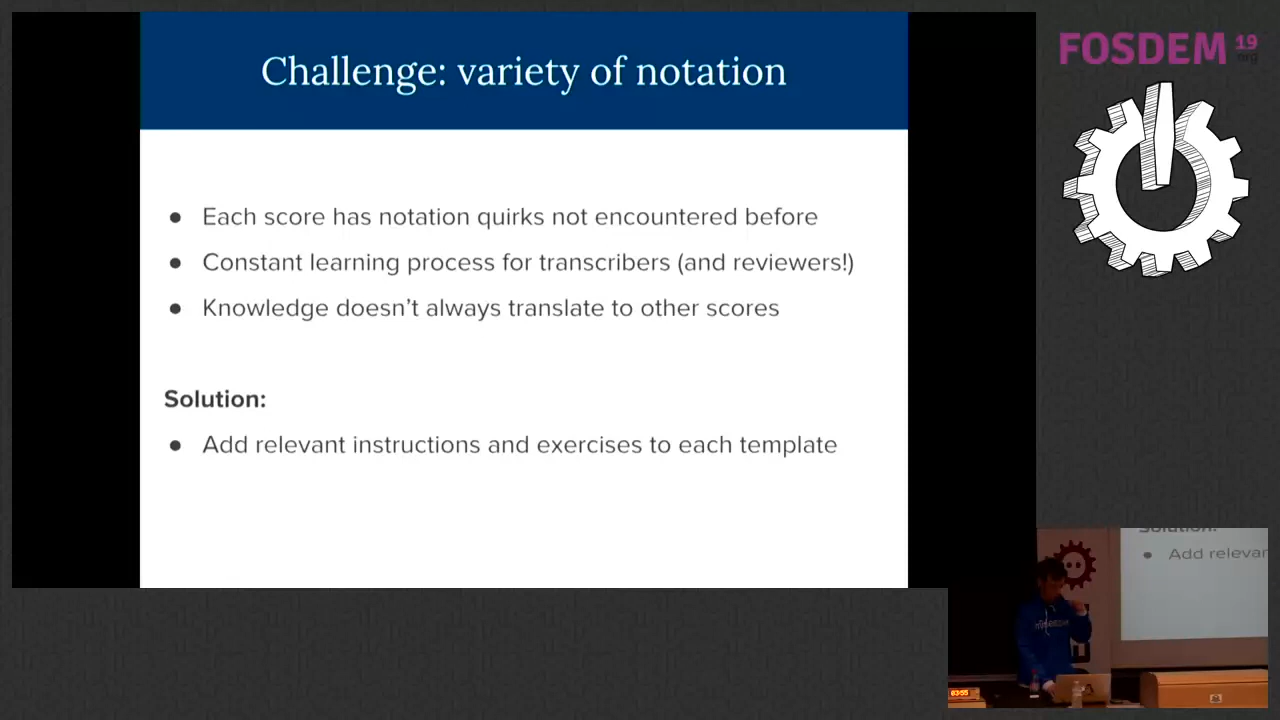 Challenge: variety of notation
FOSDEM 19
.org
● Each score has notation quirks not encountered before
● Constant learning process for transcribers (and reviewers!)
● Knowledge doesn’t always translate to other scores
Solution:
● Add relevant instructions and exercises to each template
Solution:
● Add relevan